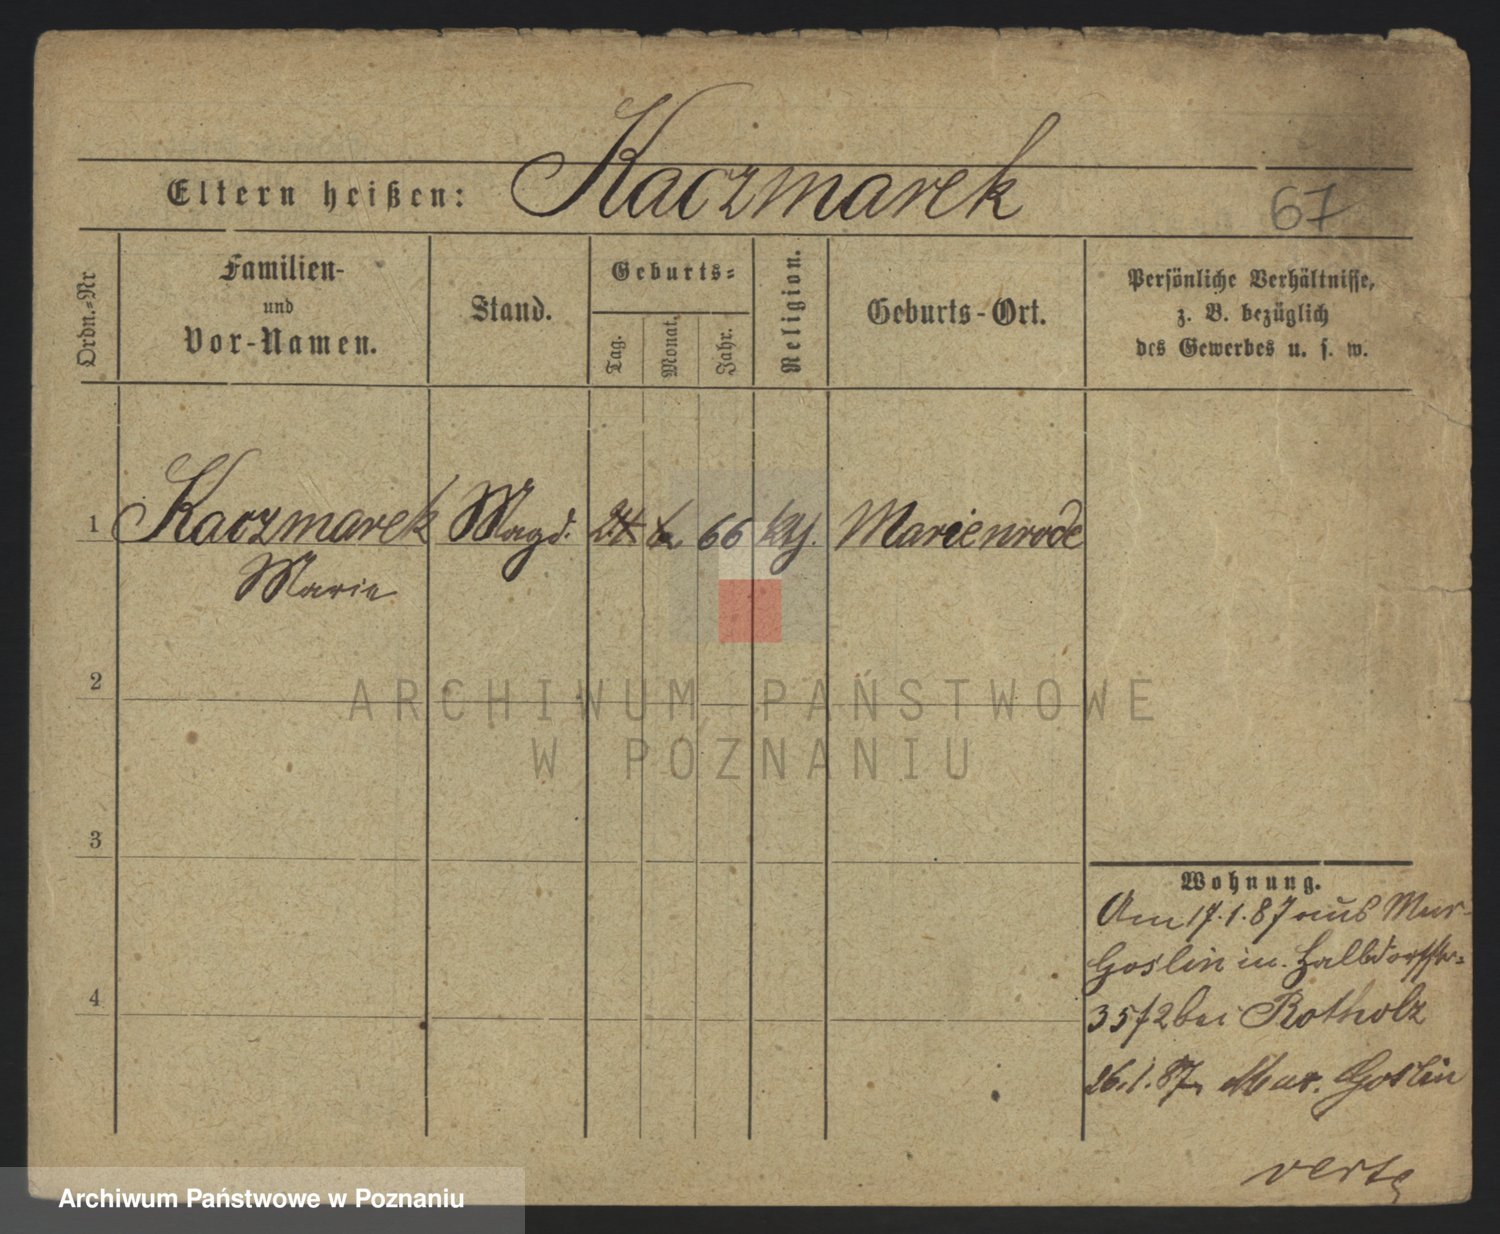 Kaczmarek
Eltern heißen:
67
Ordn.-Nr
Familien-
und
Vor-Namen.
Stand.
Geburts-
Tag.
Monat.
Jahr.
Religion.
Geburts-Ort.
Persönliche Verhältnisse,
z. B. bezüglich
des Gewerbes u. s. w.
1 Kaczmarek Magd. 24 6 66 kth. Marienrode
Marie
2
ARCHIWUM PAŃSTWOWE
W POZNANIU
3
4
Wohnung.
Am 17.1.87 aus Mur-
Goslin n. Halbdorfstr.
35/2 bei Rotholz
26.1.87 Mur. Goslin
verte
Archiwum Państwowe w Poznaniu